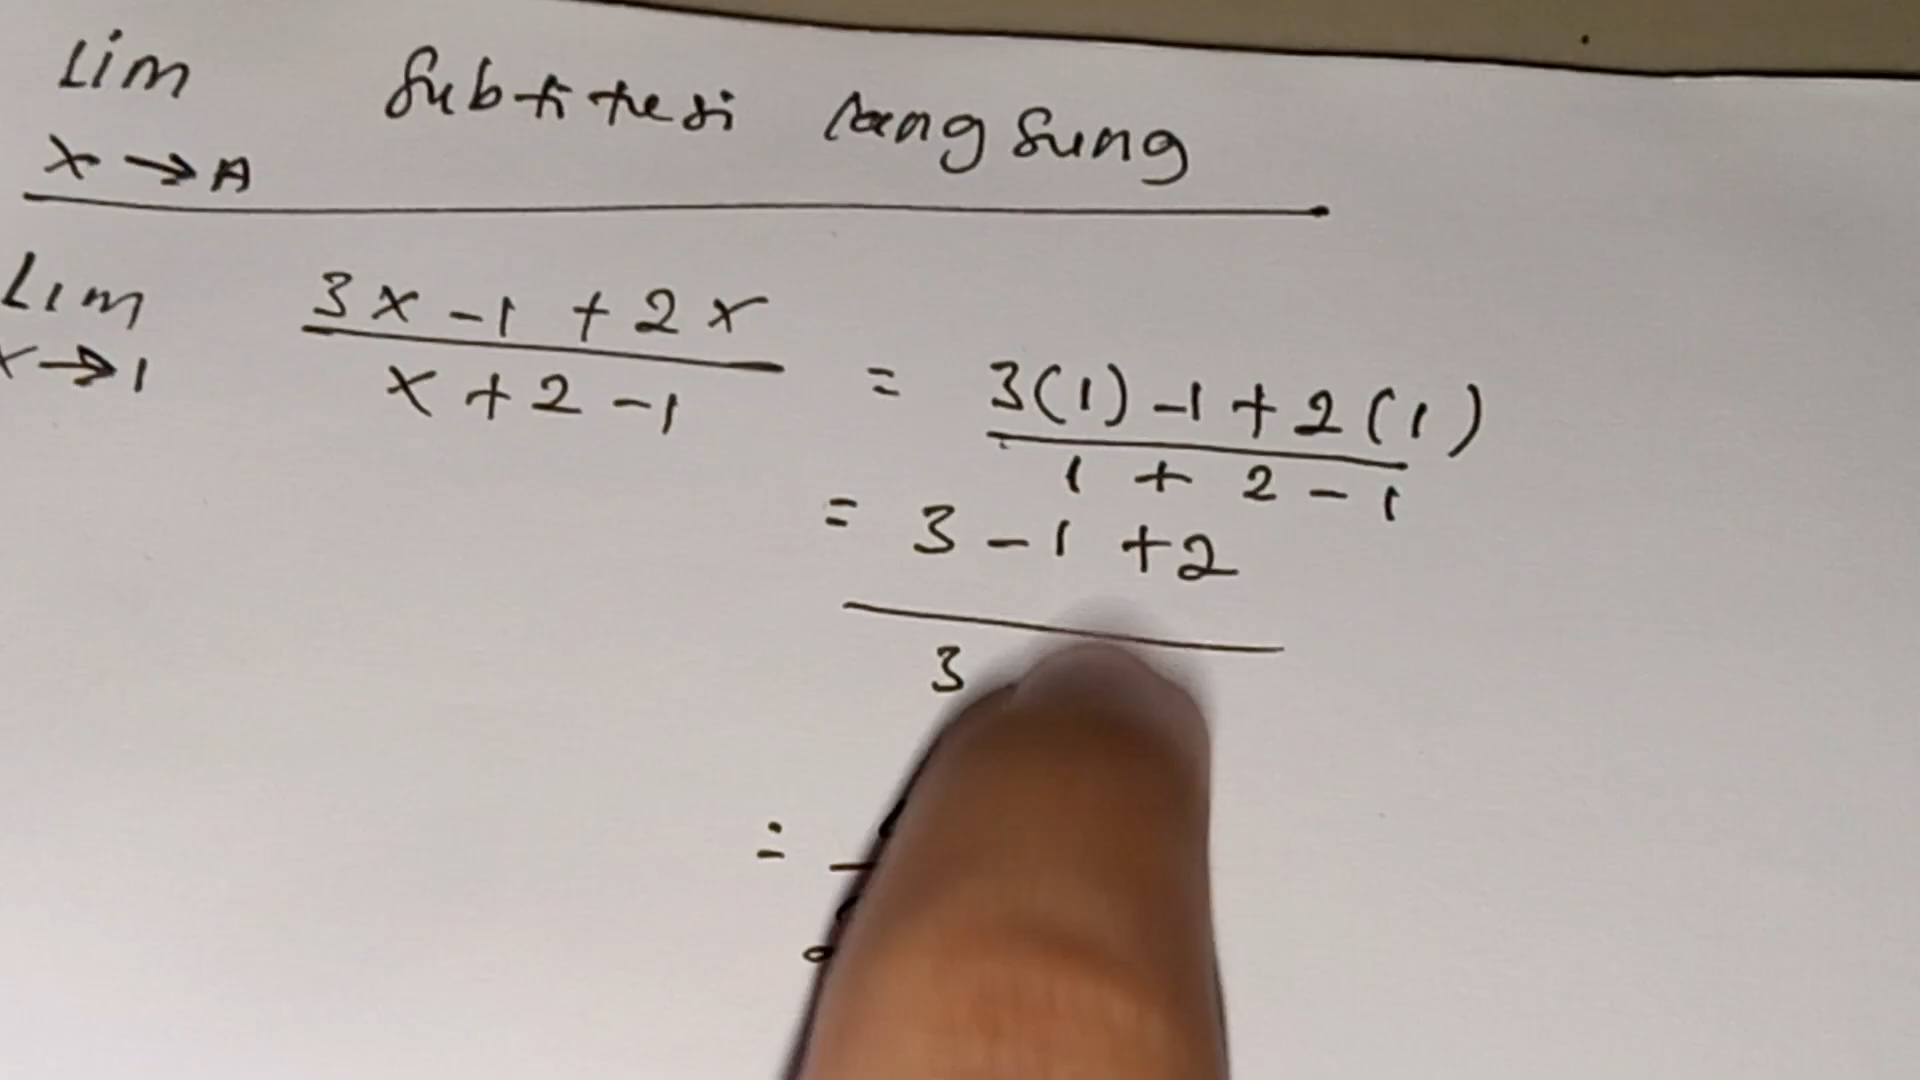 Lim Subtitusi langsung
x → A
Lim 3x - 1 + 2x
x → 1 x + 2 - 1 = 3(1) - 1 + 2(1)
1 + 2 - 1
= 3 - 1 + 2
3
=